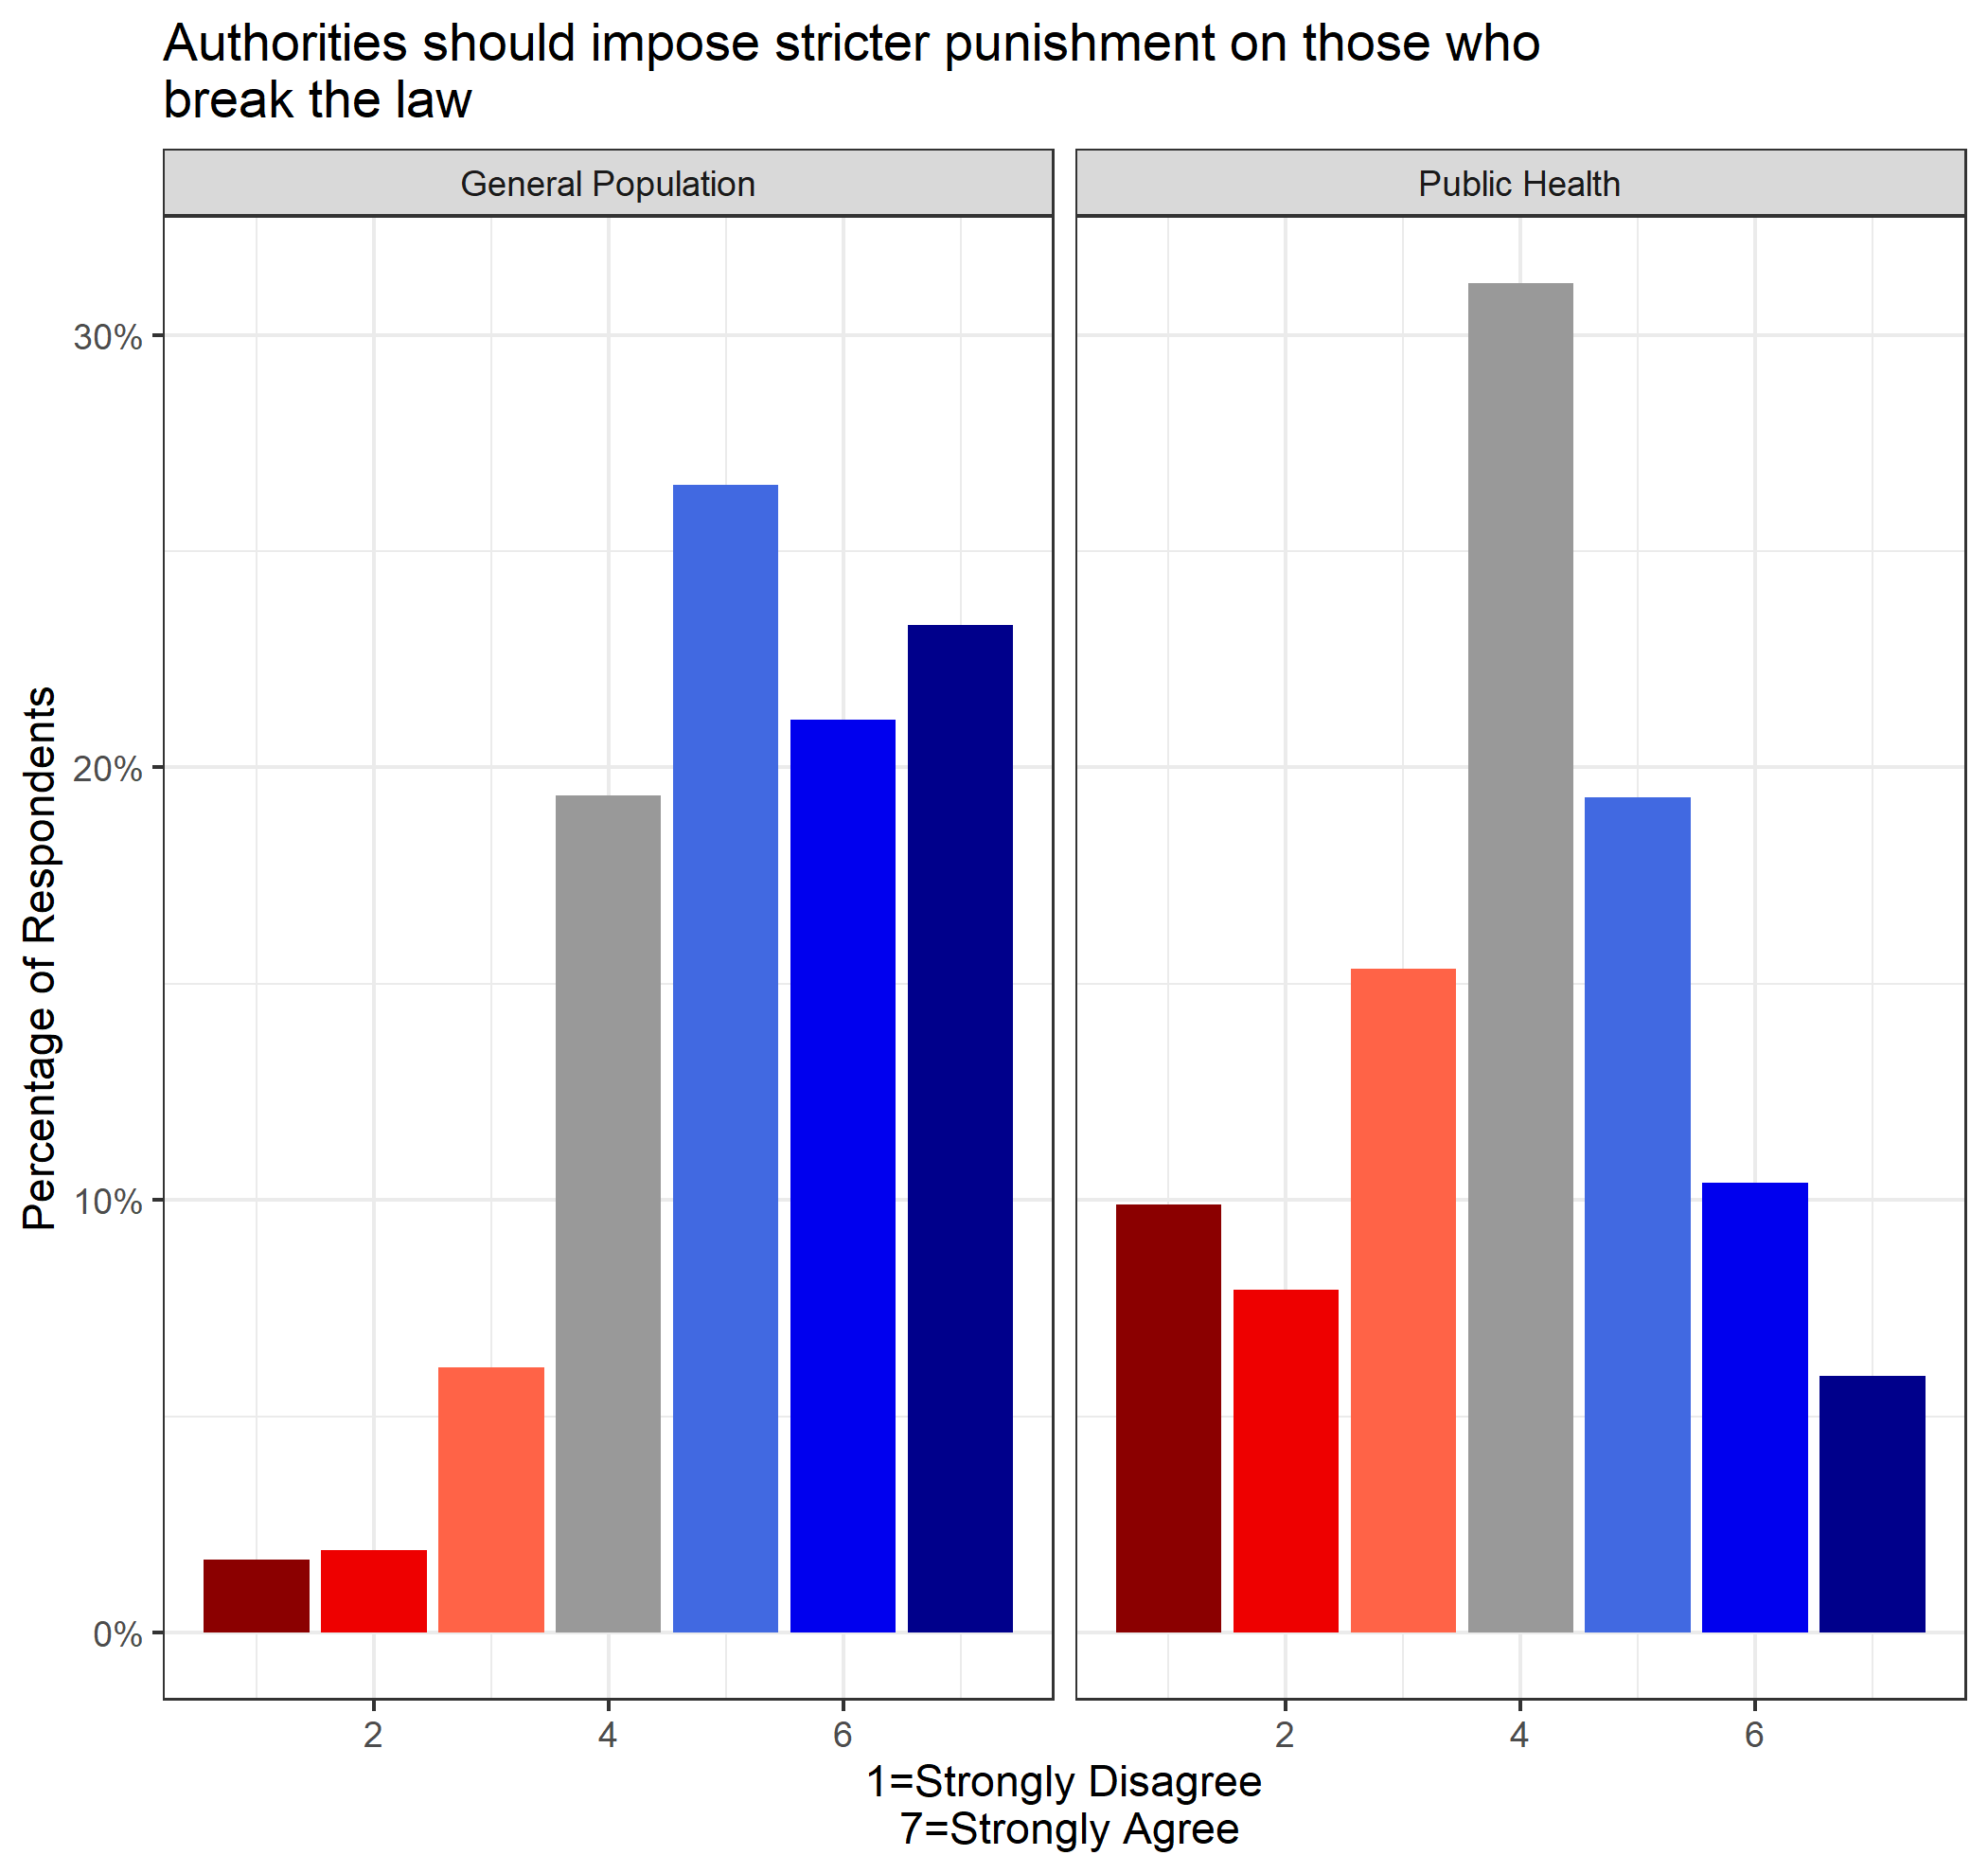 Authorities should impose stricter punishment on those who
break the law
General Population
Public Health
Percentage of Respondents
30%
20%
10%
0%
2
4
6
2
4
6
1=Strongly Disagree
7=Strongly Agree